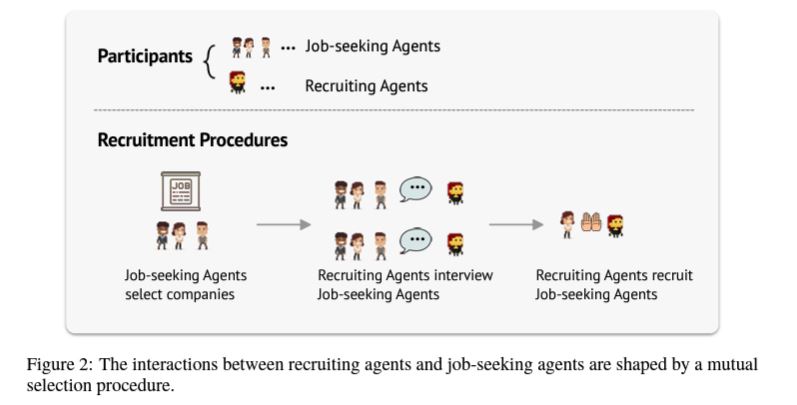 Participants
... Job-seeking Agents
... Recruiting Agents
Recruitment Procedures
JOB
Job-seeking Agents
select companies
Recruiting Agents interview
Job-seeking Agents
Recruiting Agents recruit
Job-seeking Agents
Figure 2: The interactions between recruiting agents and job-seeking agents are shaped by a mutual
selection procedure.